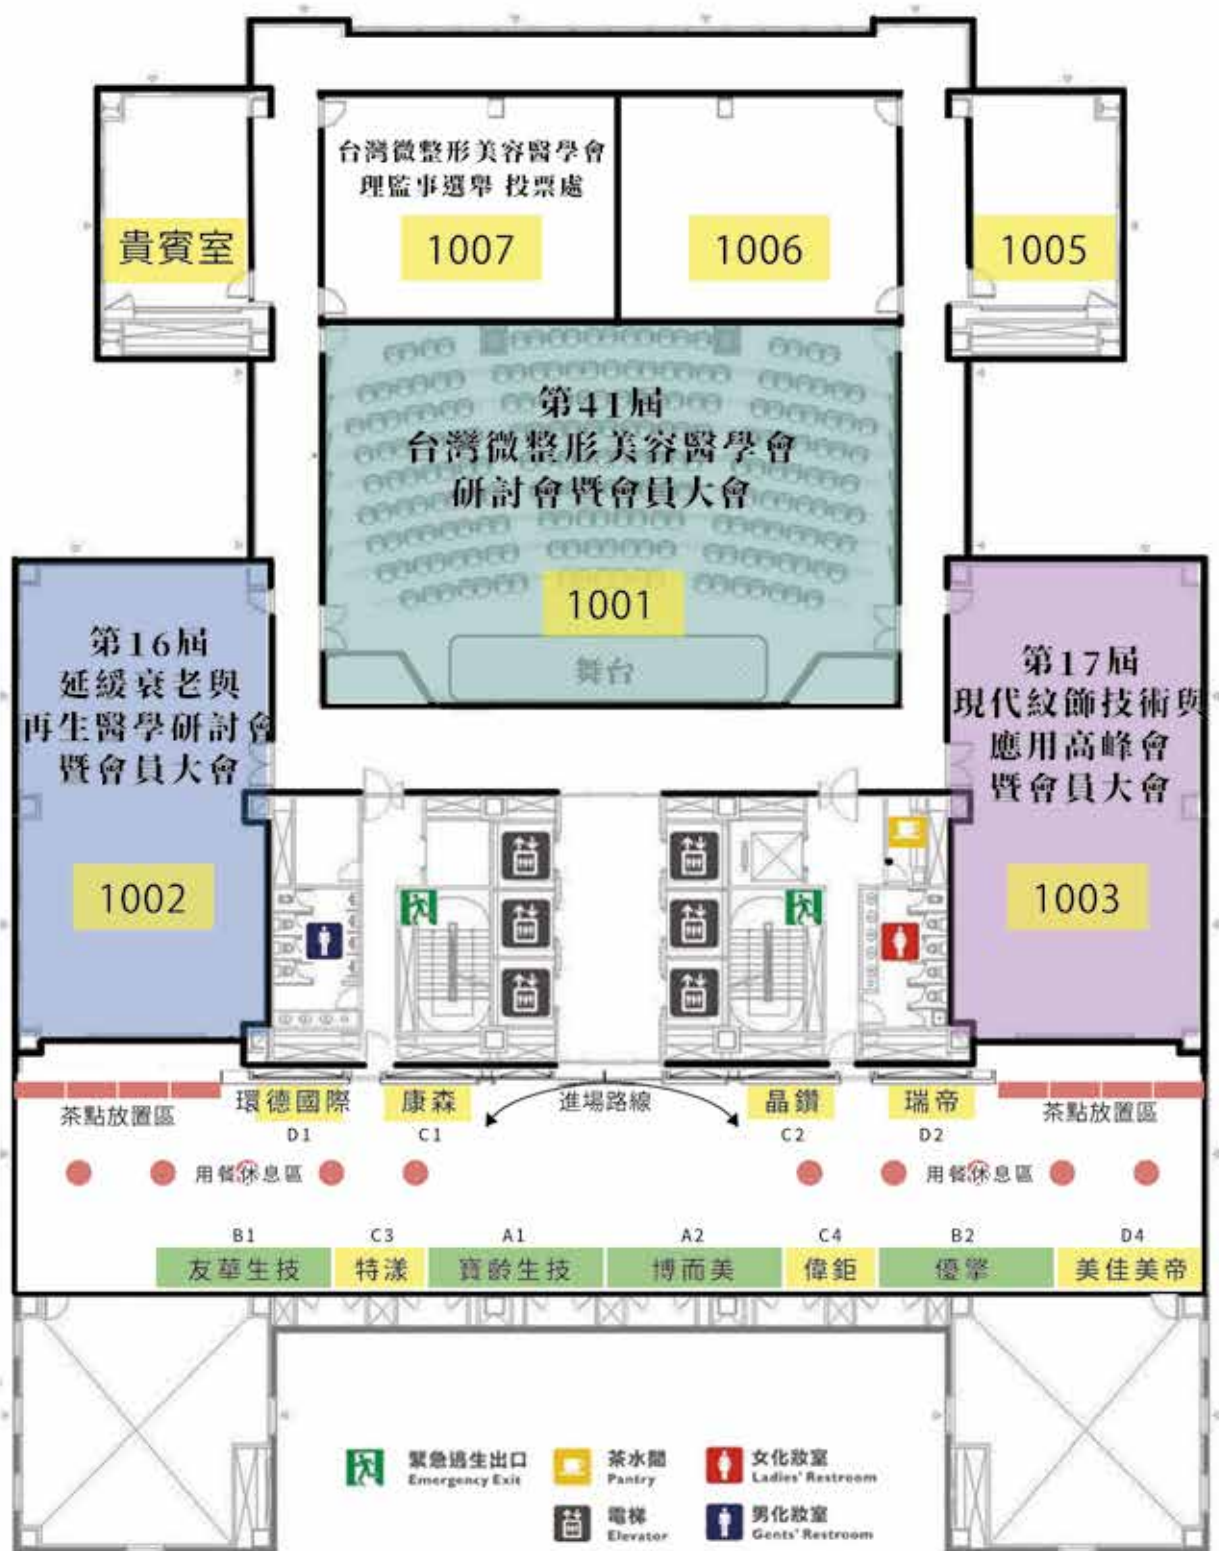 台灣微整形美容醫學會
理監事選舉 投票處
貴賓室
1007
1006
1005
第41屆
台灣微整形美容醫學會
研討會暨會員大會
1001
舞台
第16屆
延緩衰老與
再生醫學研討會
暨會員大會
1002
第17屆
現代紋飾技術與
應用高峰會
暨會員大會
1003
茶點放置區
環德國際
D1
康森
C1
進場路線
晶鑽
C2
瑞帝
D2
茶點放置區
用餐休息區
用餐休息區
B1
友華生技
C3
特漾
A1
寶齡生技
A2
博而美
C4
偉鉅
B2
優擎
D4
美佳美帝
緊急逃生出口
Emergency Exit
茶水間
Pantry
女化妝室
Ladies' Restroom
電梯
Elevator
男化妝室
Gents' Restroom